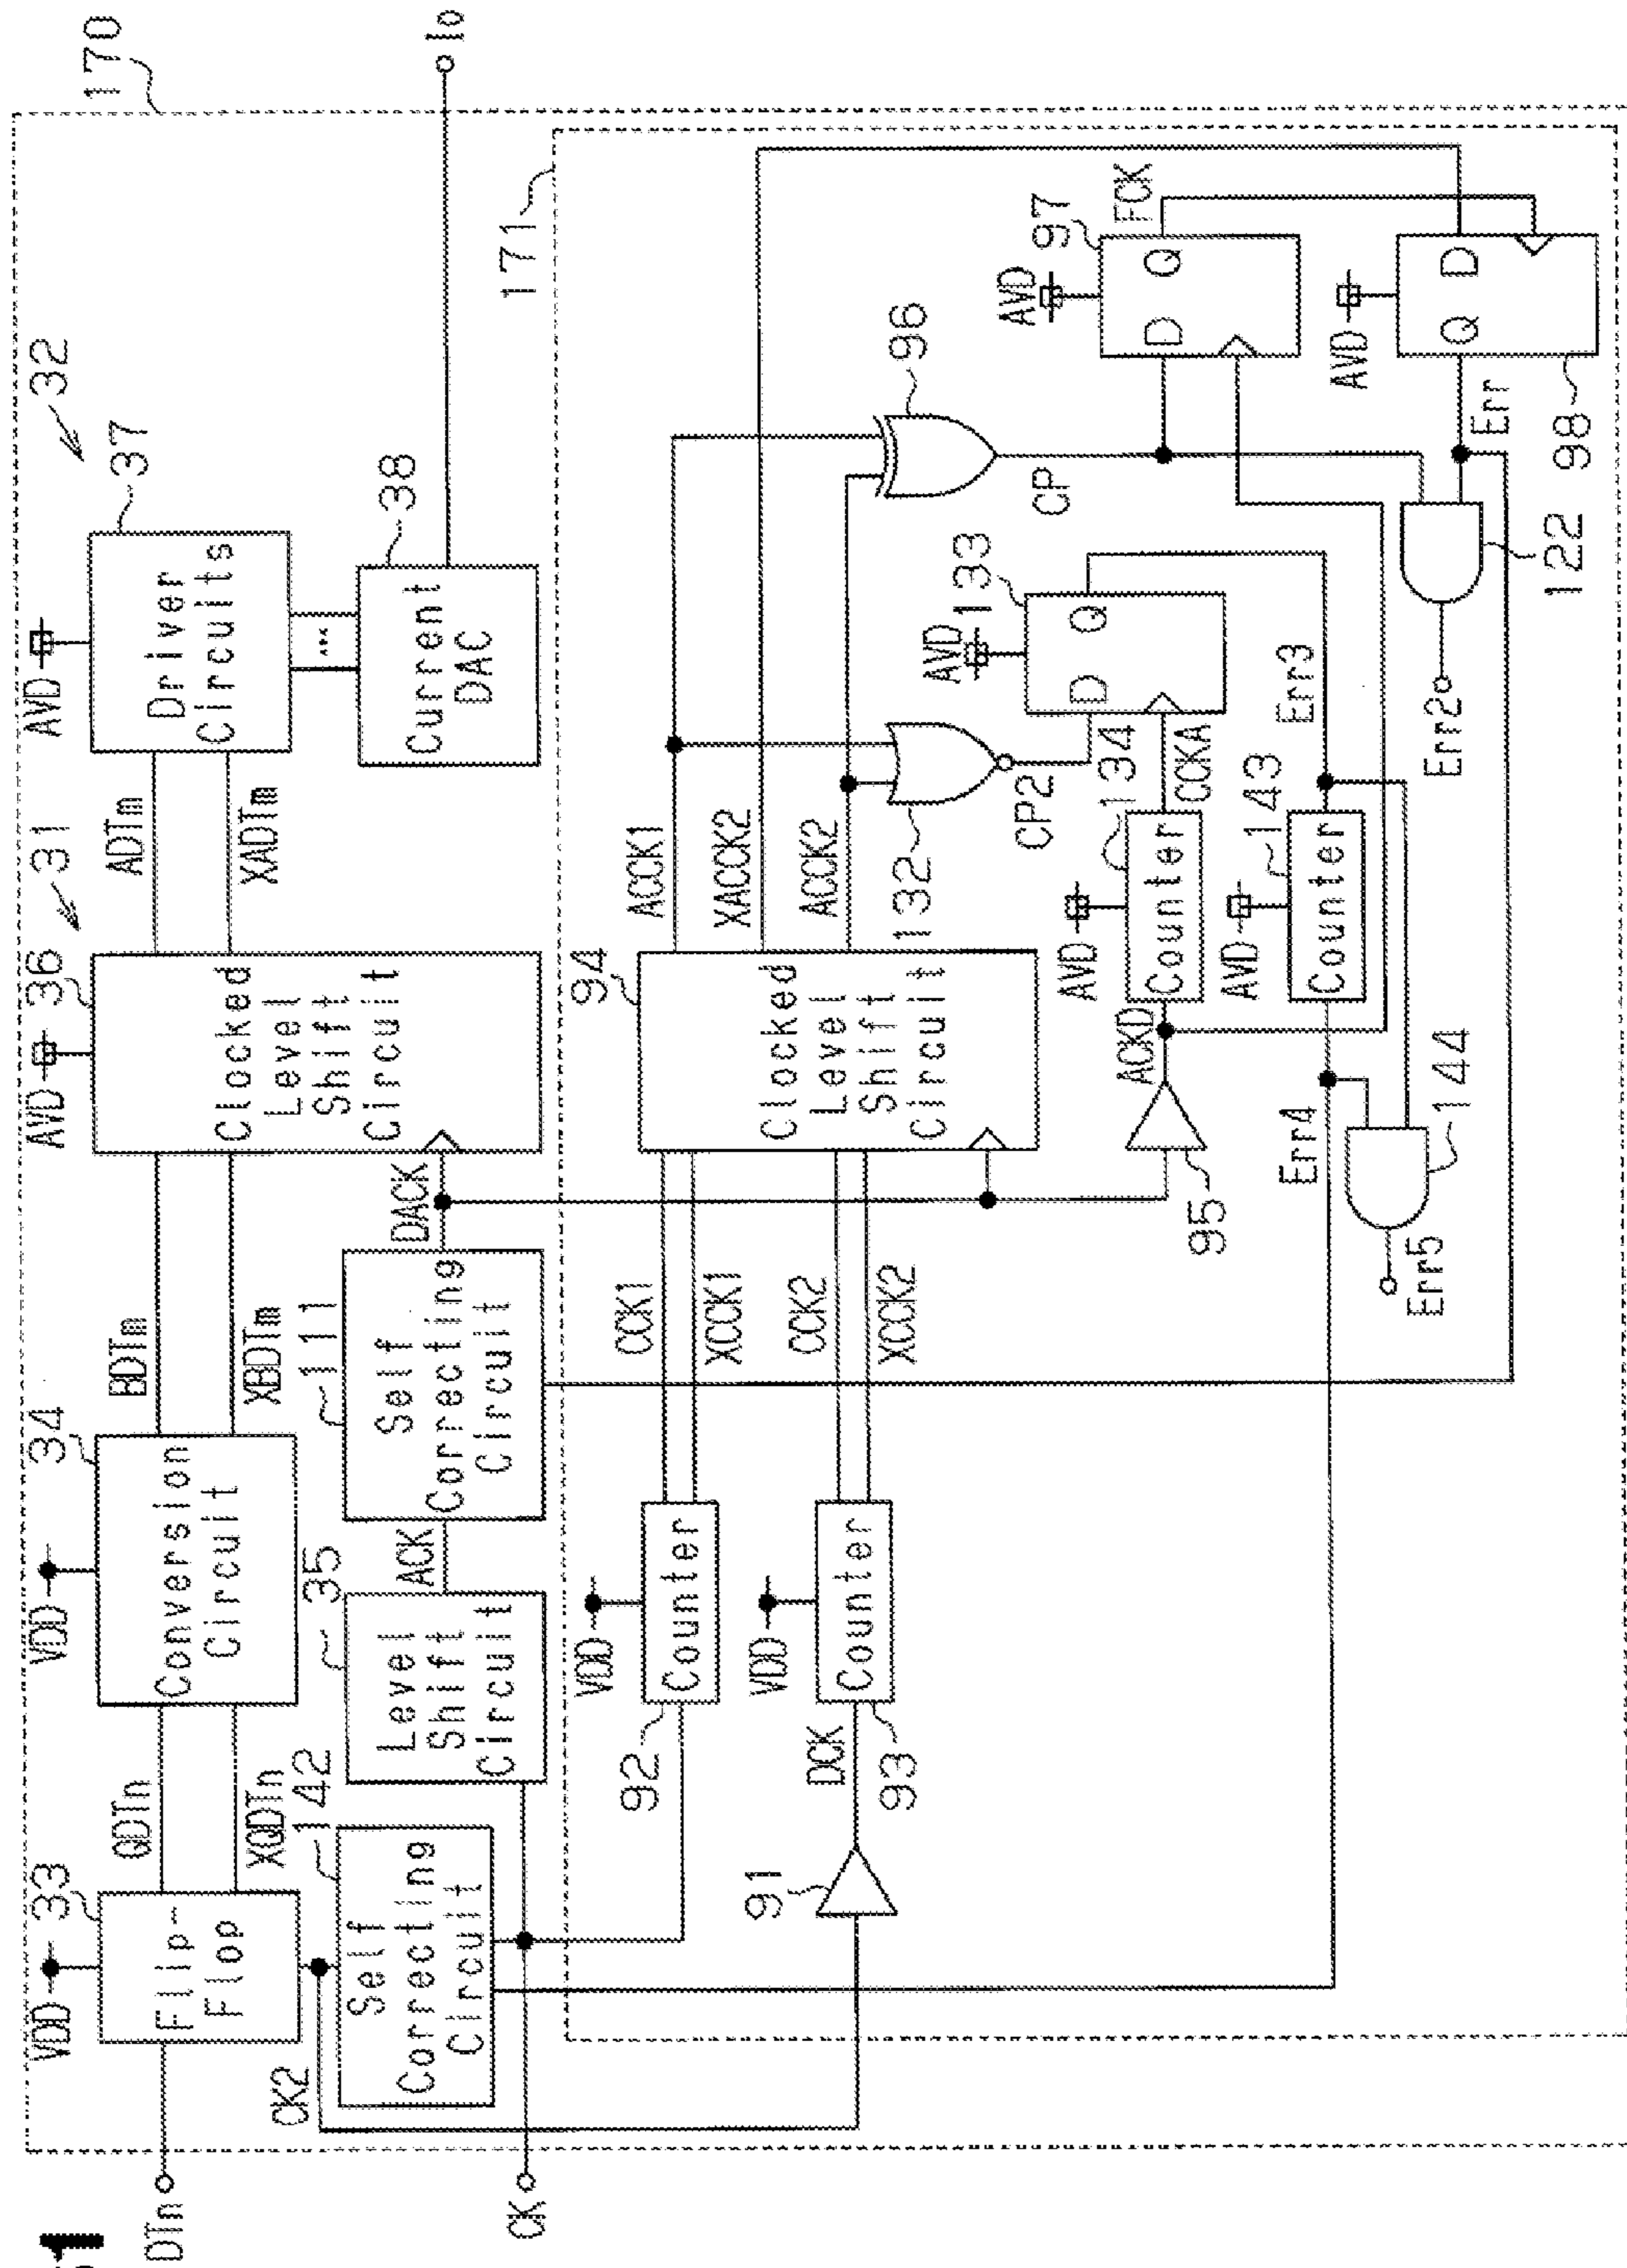 170
32
31
AVD
37
Driver
Circuits
38
Current
DAC
Io
ADTm
XADTm
AVD
36
Clocked
Level
Shift
Circuit
BDTm
XBDTm
DACK
VDD
34
Conversion
Circuit
111
Self
Correcting
Circuit
ACK
35
Level
Shift
Circuit
QDTn
XQDTn
VDD
33
Flip-
Flop
142
Self
Correcting
Circuit
CK2
DTn
CK
171
VDD
Counter
92
VDD
Counter
93
DCK
91
CCK1
XCCK1
CCK2
XCCK2
94
Clocked
Level
Shift
Circuit
ACCK1
XACCK2
ACCK2
132
CP2
96
CP
AVD
133
D
Q
AVD
134
Counter
CCKA
ACKD
95
AVD
143
Counter
Err3
Err4
144
Err5
AVD
97
D
Q
FCK
AVD
98
Q
D
Err
122
Err2